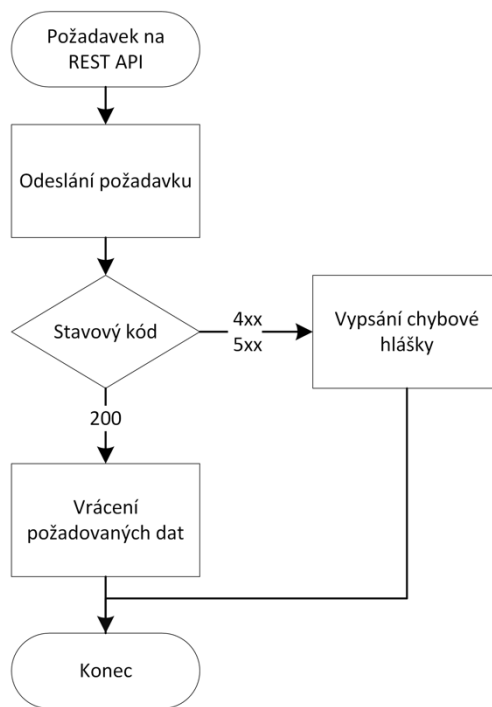 Požadavek na
REST API
Odeslání požadavku
Stavový kód
4xx
5xx
Vypsání chybové
hlášky
200
Vrácení
požadovaných dat
Konec